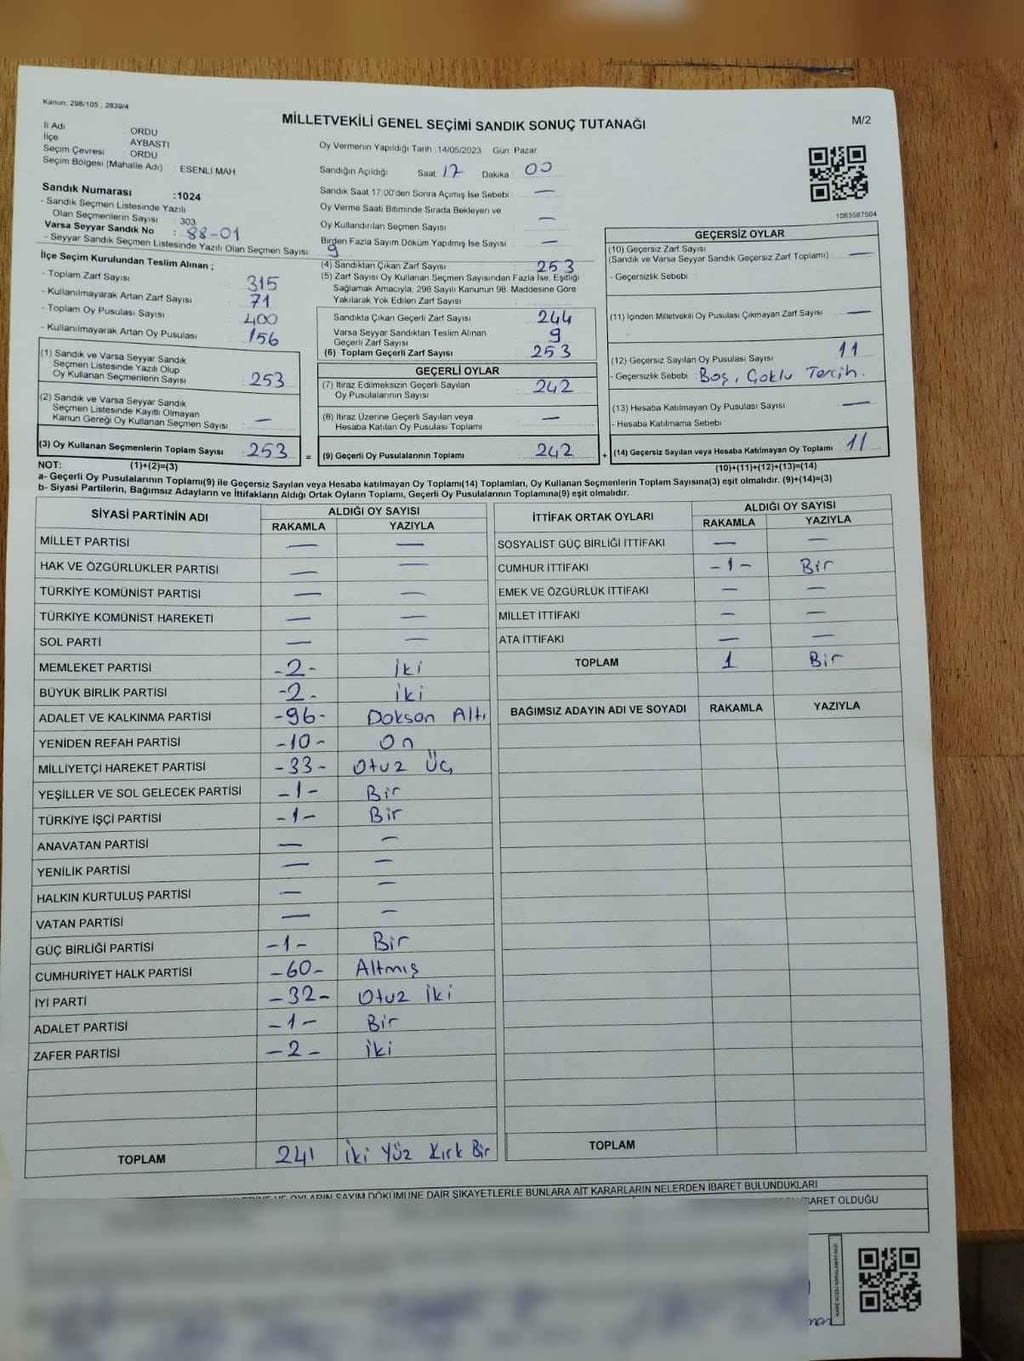 Kanun: 298/105 , 2839/4
MİLLETVEKİLİ GENEL SEÇİMİ SANDIK SONUÇ TUTANAĞI
M/2
İl Adı ORDU
İlçe AYBASTI
Seçim Çevresi ORDU
Seçim Bölgesi (Mahalle Adı) ESENLİ MAH
Sandık Numarası :1024
- Sandık Seçmen Listesinde Yazılı
Olan Seçmenlerin Sayısı 303
Varsa Seyyar Sandık No : 88-01
- Seyyar Sandık Seçmen Listesinde Yazılı Olan Seçmen Sayısı: 9
İlçe Seçim Kurulundan Teslim Alınan ;
- Toplam Zarf Sayısı 315
- Kullanılmayarak Artan Zarf Sayısı 71
- Toplam Oy Pusulası Sayısı 400
- Kullanılmayarak Artan Oy Pusulası 156
(1) Sandık ve Varsa Seyyar Sandık
Seçmen Listesinde Yazılı Olup
Oy Kullanan Seçmenlerin Sayısı 253
(2) Varsa Seyyar Sandık
Seçmen Listesinde Kayıtlı Olmayan
Kanun Gereği Oy Kullanan Seçmen Sayısı —
(3) Oy Kullanan Seçmenlerin Toplam Sayısı 253
(1)+(2)=(3)
Oy Vermenin Yapıldığı Tarih :14/05/2023 Gün Pazar
Sandığın Açıldığı Saat 17 Dakika 00
Sandık Saat 17:00'den Sonra Açılmış İse Sebebi —
Oy Verme Saati Bitiminde Sırada Bekleyen ve
Oy Kullandırılan Seçmen Sayısı —
Birden Fazla Sayım Döküm Yapılmış İse Sayısı —
(4) Sandıktan Çıkan Zarf Sayısı 253
(5) Zarf Sayısı Oy Kullanan Seçmen Sayısından Fazla İse, Eşitliği
Sağlamak Amacıyla, 298 Sayılı Kanunun 98. Maddesine Göre
Yakılarak Yok Edilen Zarf Sayısı
Sandıkta Çıkan Geçerli Zarf Sayısı 244
Varsa Seyyar Sandıktan Teslim Alınan
Geçerli Zarf Sayısı 9
(6) Toplam Geçerli Zarf Sayısı 253
GEÇERLİ OYLAR
(7) İtiraz Edilmeksizin Geçerli Sayılan
Oy Pusulalarının Sayısı 242
(8) İtiraz Üzerine Geçerli Sayılan veya
Hesaba Katılan Oy Pusulası Toplamı —
= (9) Geçerli Oy Pusulalarının Toplamı 242 +
1063587504
GEÇERSİZ OYLAR
(10) Geçersiz Zarf Sayısı
(Sandık ve Varsa Seyyar Sandık Geçersiz Zarf Toplamı) —
- Geçersizlik Sebebi
(11) İçinden Milletvekili Oy Pusulası Çıkmayan Zarf Sayısı —
(12) Geçersiz Sayılan Oy Pusulası Sayısı 11
- Geçersizlik Sebebi Boş, Çoklu Tercih.
(13) Hesaba Katılmayan Oy Pusulası Sayısı —
- Hesaba Katılmama Sebebi
(14) Geçersiz Sayılan veya Hesaba Katılmayan Oy Toplamı 11
(10)+(11)+(12)+(13)=(14)
NOT:
a- Geçerli Oy Pusulalarının Toplamı(9) ile Geçersiz Sayılan veya Hesaba katılmayan Oy Toplamı(14) Toplamları, Oy Kullanan Seçmenlerin Toplam Sayısına(3) eşit olmalıdır. (9)+(14)=(3)
b- Siyasi Partilerin, Bağımsız Adayların ve İttifakların Aldığı Ortak Oyların Toplamı, Geçerli Oy Pusulalarının Toplamına(9) eşit olmalıdır.
SİYASİ PARTİNİN ADI ALDIĞI OY SAYISI
RAKAMLA YAZIYLA
MİLLET PARTİSİ — —
HAK VE ÖZGÜRLÜKLER PARTİSİ — —
TÜRKİYE KOMÜNİST PARTİSİ — —
TÜRKİYE KOMÜNİST HAREKETİ — —
SOL PARTİ — —
MEMLEKET PARTİSİ -2- İki
BÜYÜK BİRLİK PARTİSİ -2- İki
ADALET VE KALKINMA PARTİSİ -96- Doksan Altı
YENİDEN REFAH PARTİSİ -10- On
MİLLİYETÇİ HAREKET PARTİSİ -33- Otuz Üç
YEŞİLLER VE SOL GELECEK PARTİSİ -1- Bir
TÜRKİYE İŞÇİ PARTİSİ -1- Bir
ANAVATAN PARTİSİ — —
YENİLİK PARTİSİ — —
HALKIN KURTULUŞ PARTİSİ — —
VATAN PARTİSİ — —
GÜÇ BİRLİĞİ PARTİSİ -1- Bir
CUMHURİYET HALK PARTİSİ -60- Altmış
İYİ PARTİ -32- Otuz İki
ADALET PARTİSİ -1- Bir
ZAFER PARTİSİ -2- İki
TOPLAM 241 İki Yüz Kırk Bir
İTTİFAK ORTAK OYLARI ALDIĞI OY SAYISI
RAKAMLA YAZIYLA
SOSYALİST GÜÇ BİRLİĞİ İTTİFAKI — —
CUMHUR İTTİFAKI -1- Bir
EMEK VE ÖZGÜRLÜK İTTİFAKI — —
MİLLET İTTİFAKI — —
ATA İTTİFAKI — —
TOPLAM 1 Bir
BAĞIMSIZ ADAYIN ADI VE SOYADI RAKAMLA YAZIYLA
TOPLAM
OYLARIN SAYIM DÖKÜMÜNE DAİR ŞİKAYETLERLE BUNLARA AİT KARARLARIN NELERDEN İBARET BULUNDUKLARI
OLDUĞU